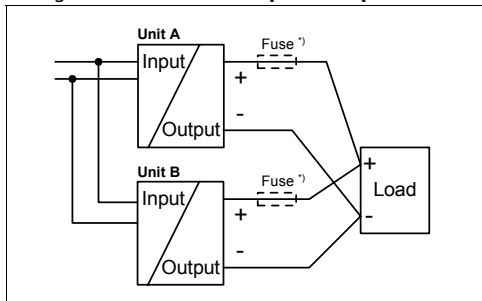 Unit A
Input
Fuse *)
+
-
Output
Unit B
Input
Fuse *)
+
-
Output
+
Load
-